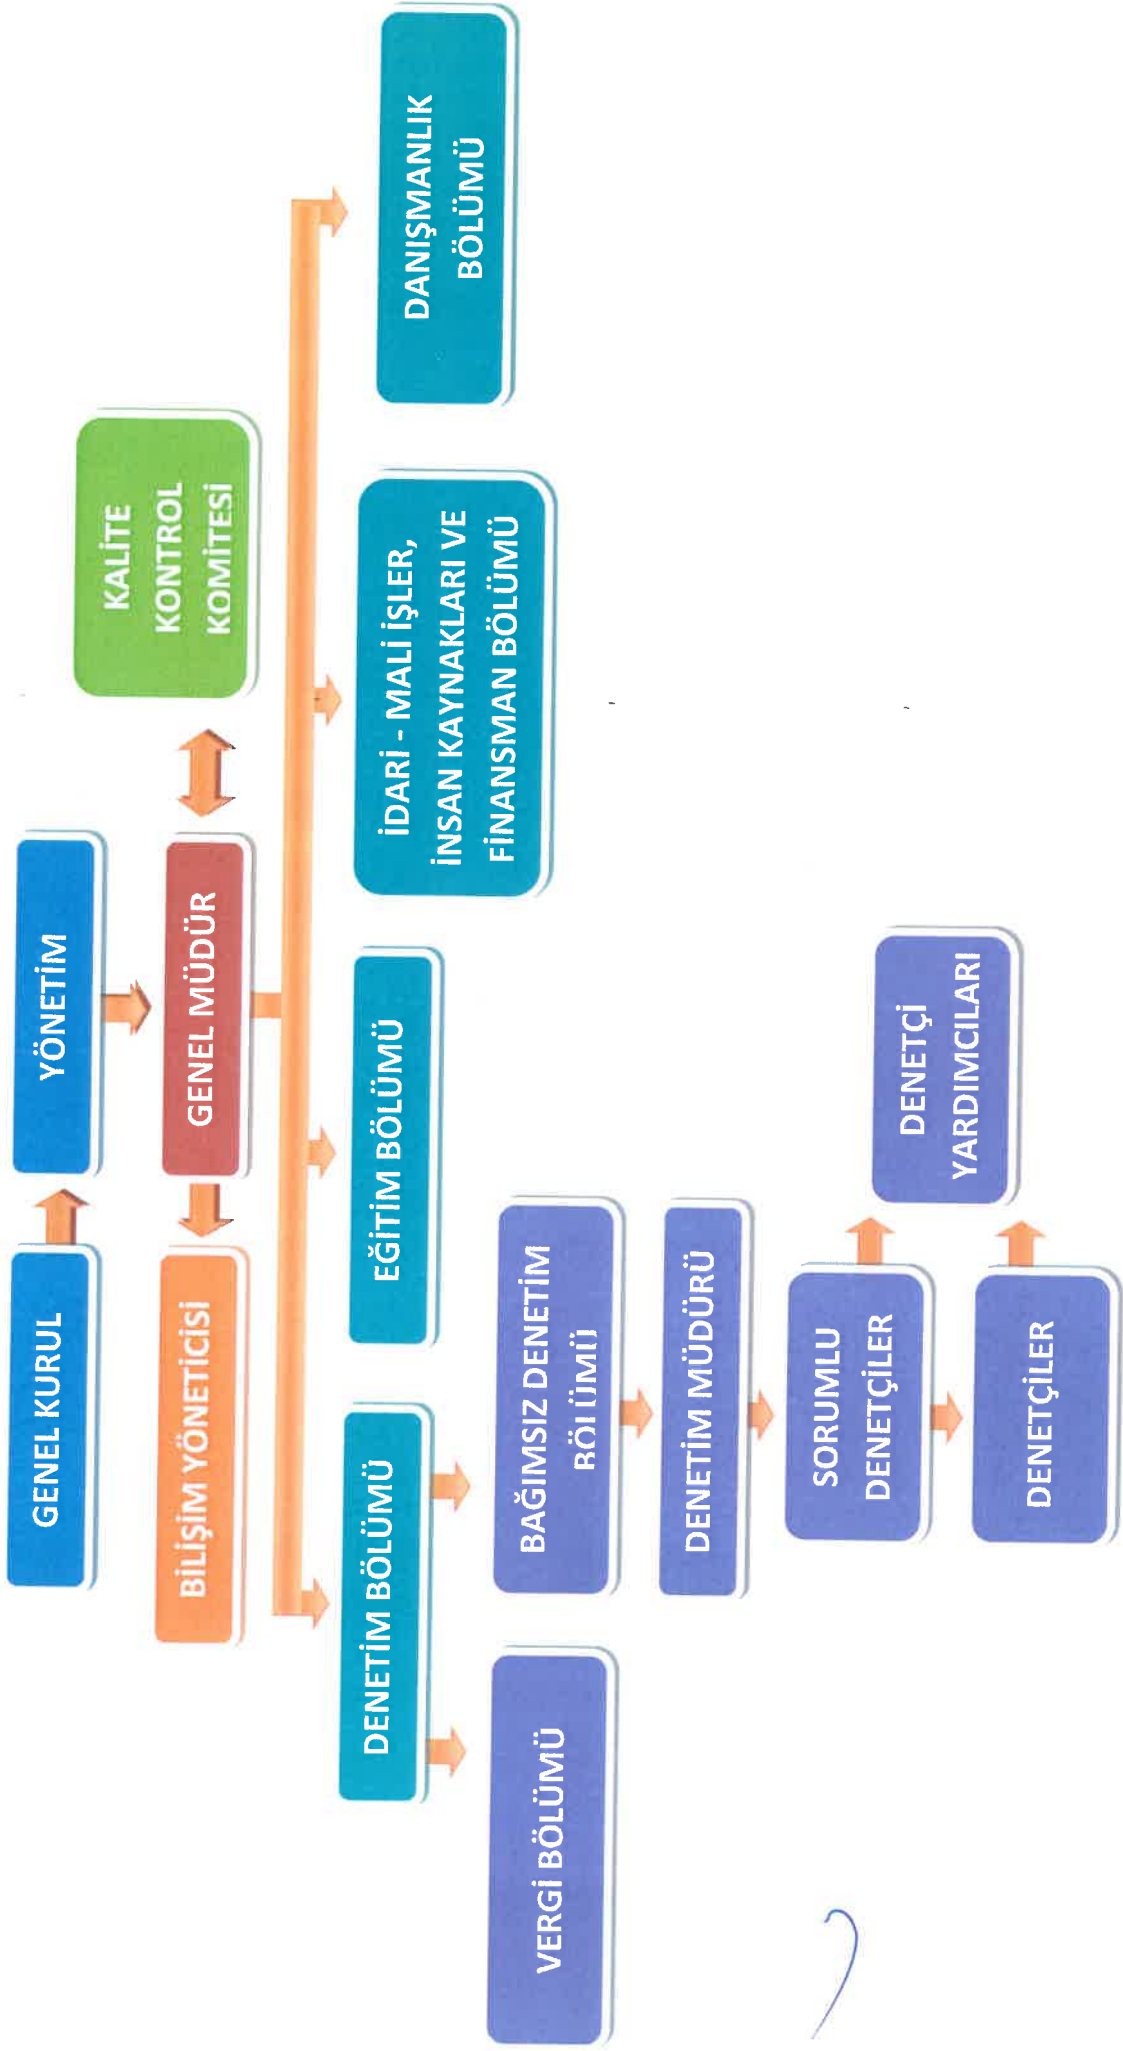 GENEL KURUL
YÖNETİM
BİLİŞİM YÖNETİCİSİ
GENEL MÜDÜR
KALİTE
KONTROL
KOMİTESİ
DENETİM BÖLÜMÜ
EĞİTİM BÖLÜMÜ
İDARİ - MALİ İŞLER,
İNSAN KAYNAKLARI VE
FİNANSMAN BÖLÜMÜ
DANIŞMANLIK
BÖLÜMÜ
VERGİ BÖLÜMÜ
BAĞIMSIZ DENETİM
BÖLÜMÜ
DENETİM MÜDÜRÜ
SORUMLU
DENETÇİLER
DENETÇİ
YARDIMCILARI
DENETÇİLER